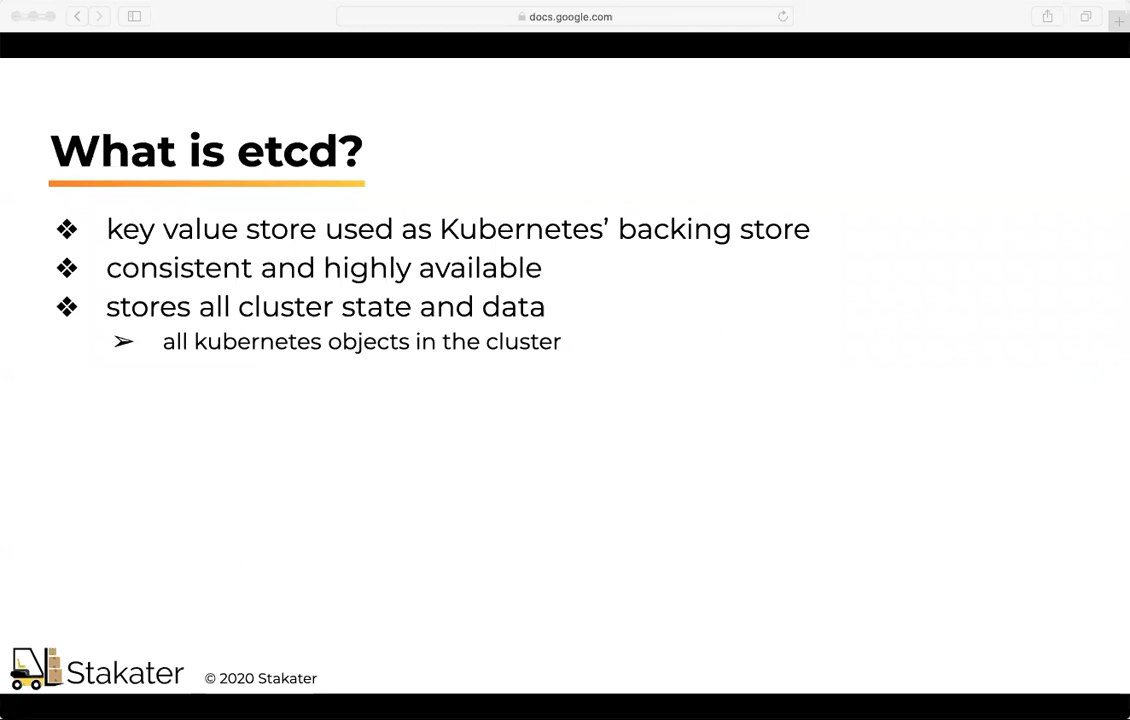 docs.google.com
What is etcd?
❖ key value store used as Kubernetes’ backing store
❖ consistent and highly available
❖ stores all cluster state and data
➢ all kubernetes objects in the cluster
Stakater © 2020 Stakater